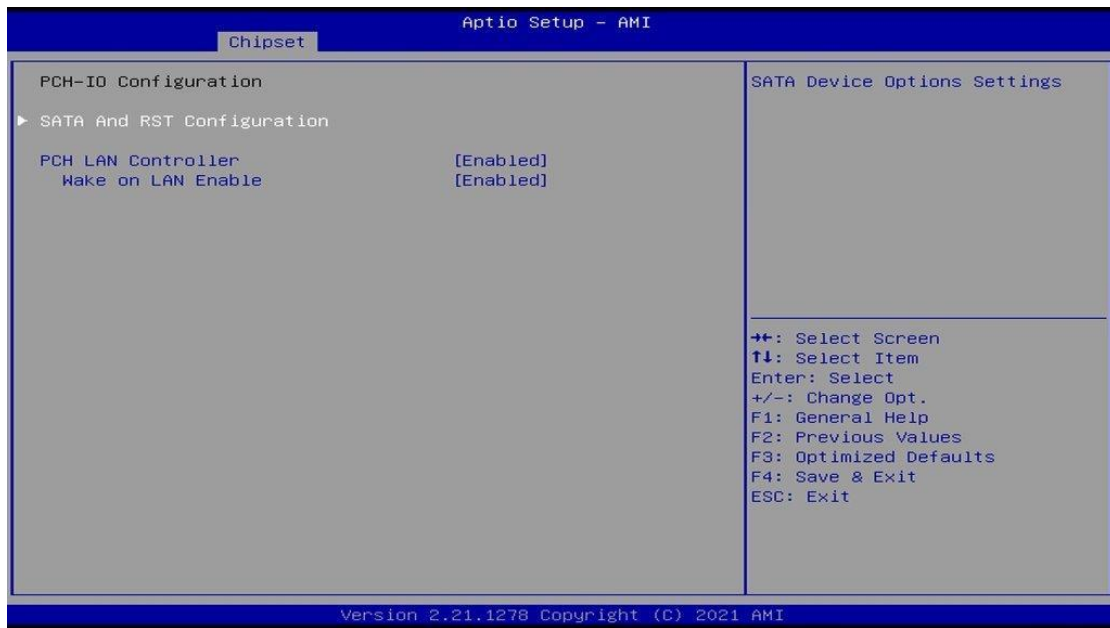 Aptio Setup – AMI
Chipset
PCH-IO Configuration
SATA And RST Configuration
PCH LAN Controller [Enabled]
Wake on LAN Enable [Enabled]
SATA Device Options Settings
→←: Select Screen
↑↓: Select Item
Enter: Select
+/-: Change Opt.
F1: General Help
F2: Previous Values
F3: Optimized Defaults
F4: Save & Exit
ESC: Exit
Version 2.21.1278 Copyright (C) 2021 AMI